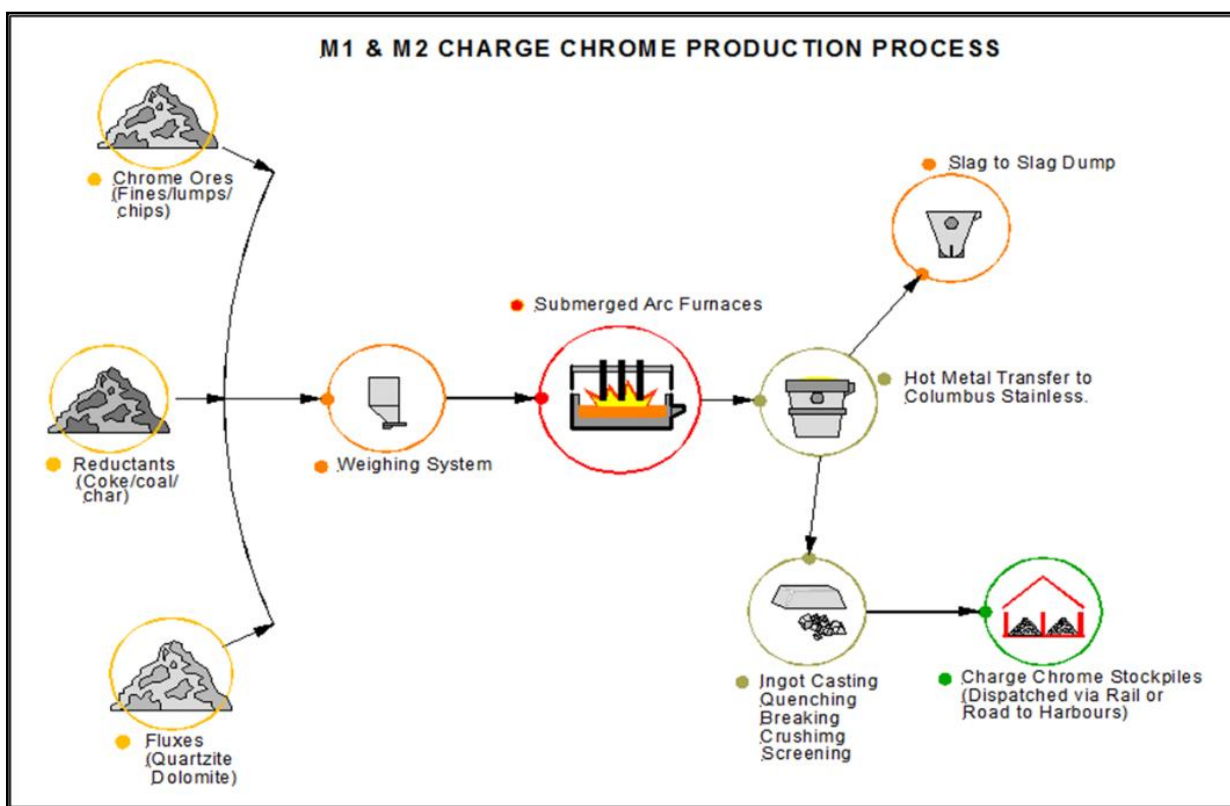 M1 & M2 CHARGE CHROME PRODUCTION PROCESS
Chrome Ores
(Fines/lumps/
chips)
Slag to Slag Dump
Submerged Arc Furnaces
Hot Metal Transfer to
Columbus Stainless.
Reductants
(Coke/coal/
char)
Weighing System
Fluxes
(Quartzite
Dolomite)
Ingot Casting
Quenching
Breaking
Crushimg
Screening
Charge Chrome Stockpiles
(Dispatched via Rail or
Road to Harbours)